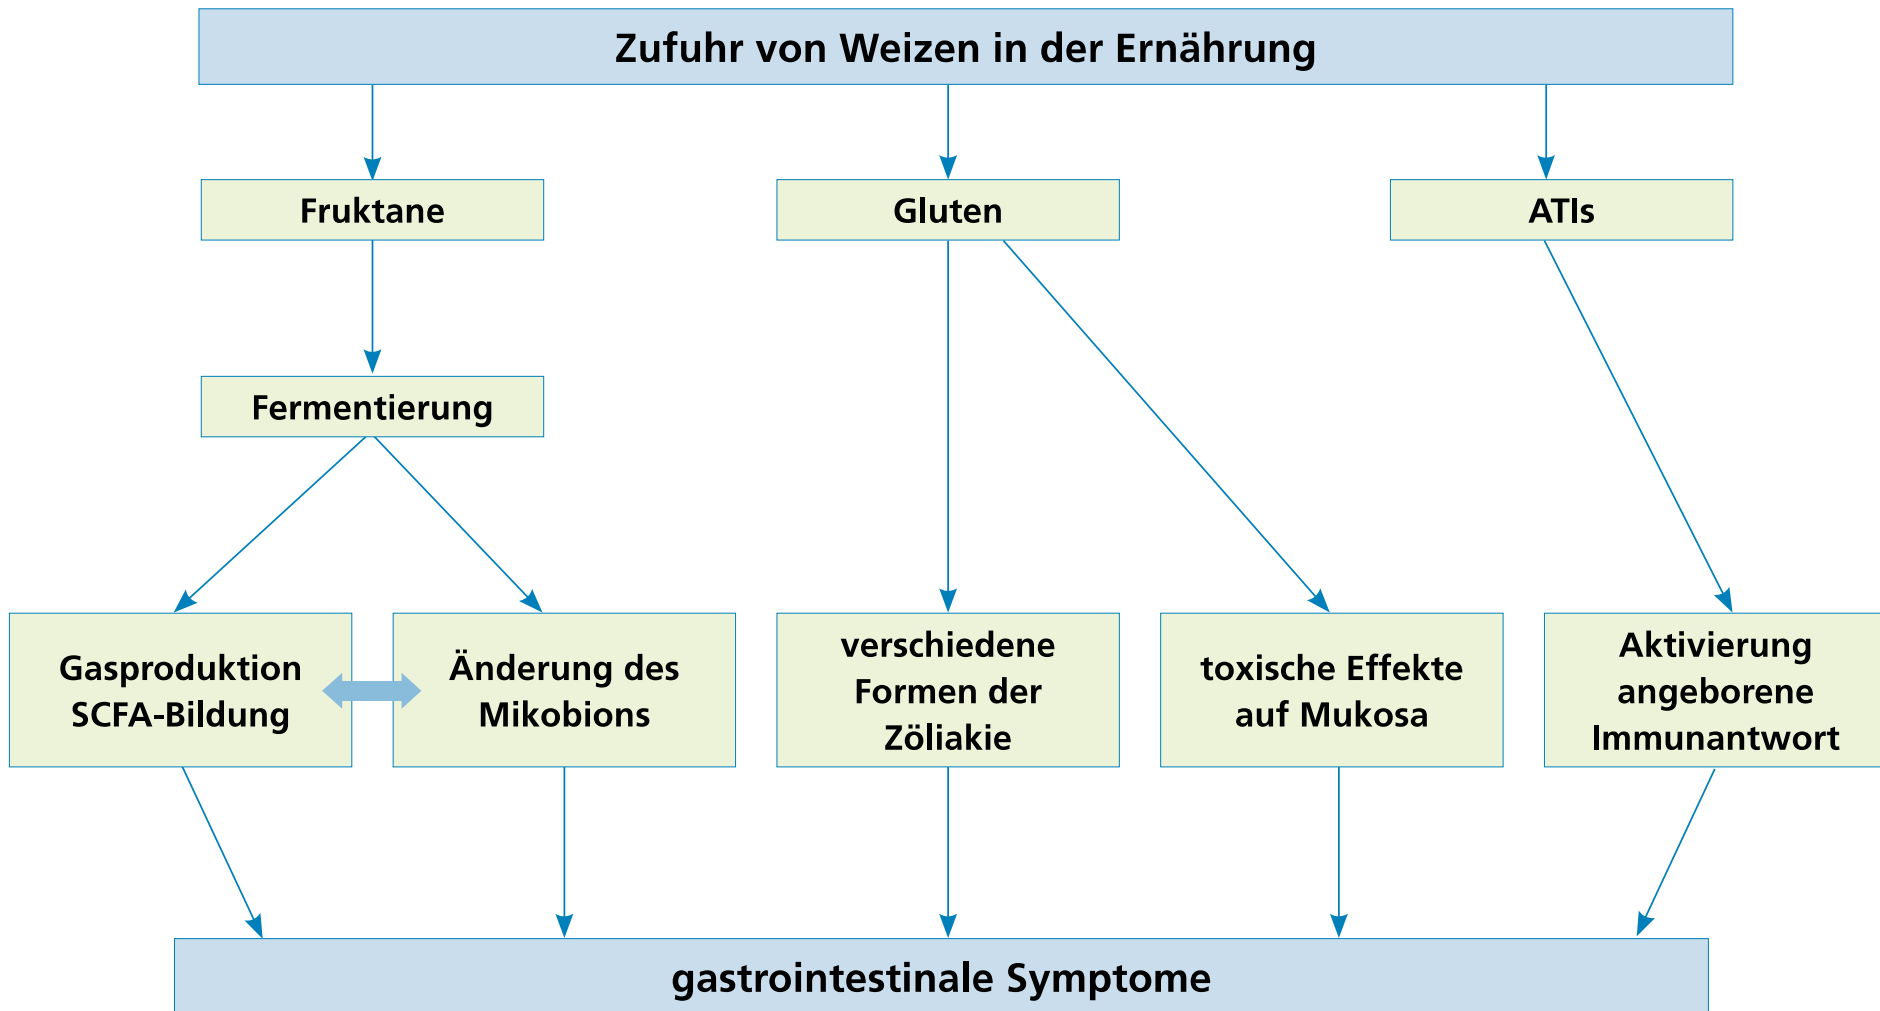 Zufuhr von Weizen in der Ernährung
Fruktane
Gluten
ATIs
Fermentierung
Gasproduktion
SCFA-Bildung
Änderung des
Mikobions
verschiedene
Formen der
Zöliakie
toxische Effekte
auf Mukosa
Aktivierung
angeborene
Immunantwort
gastrointestinale Symptome